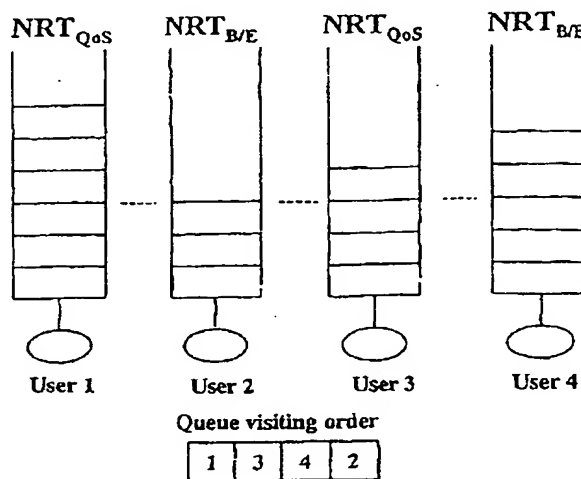 NRT_QoS NRT_B/E NRT_QoS NRT_B/E
User 1 User 2 User 3 User 4
Queue visiting order
1 3 4 2